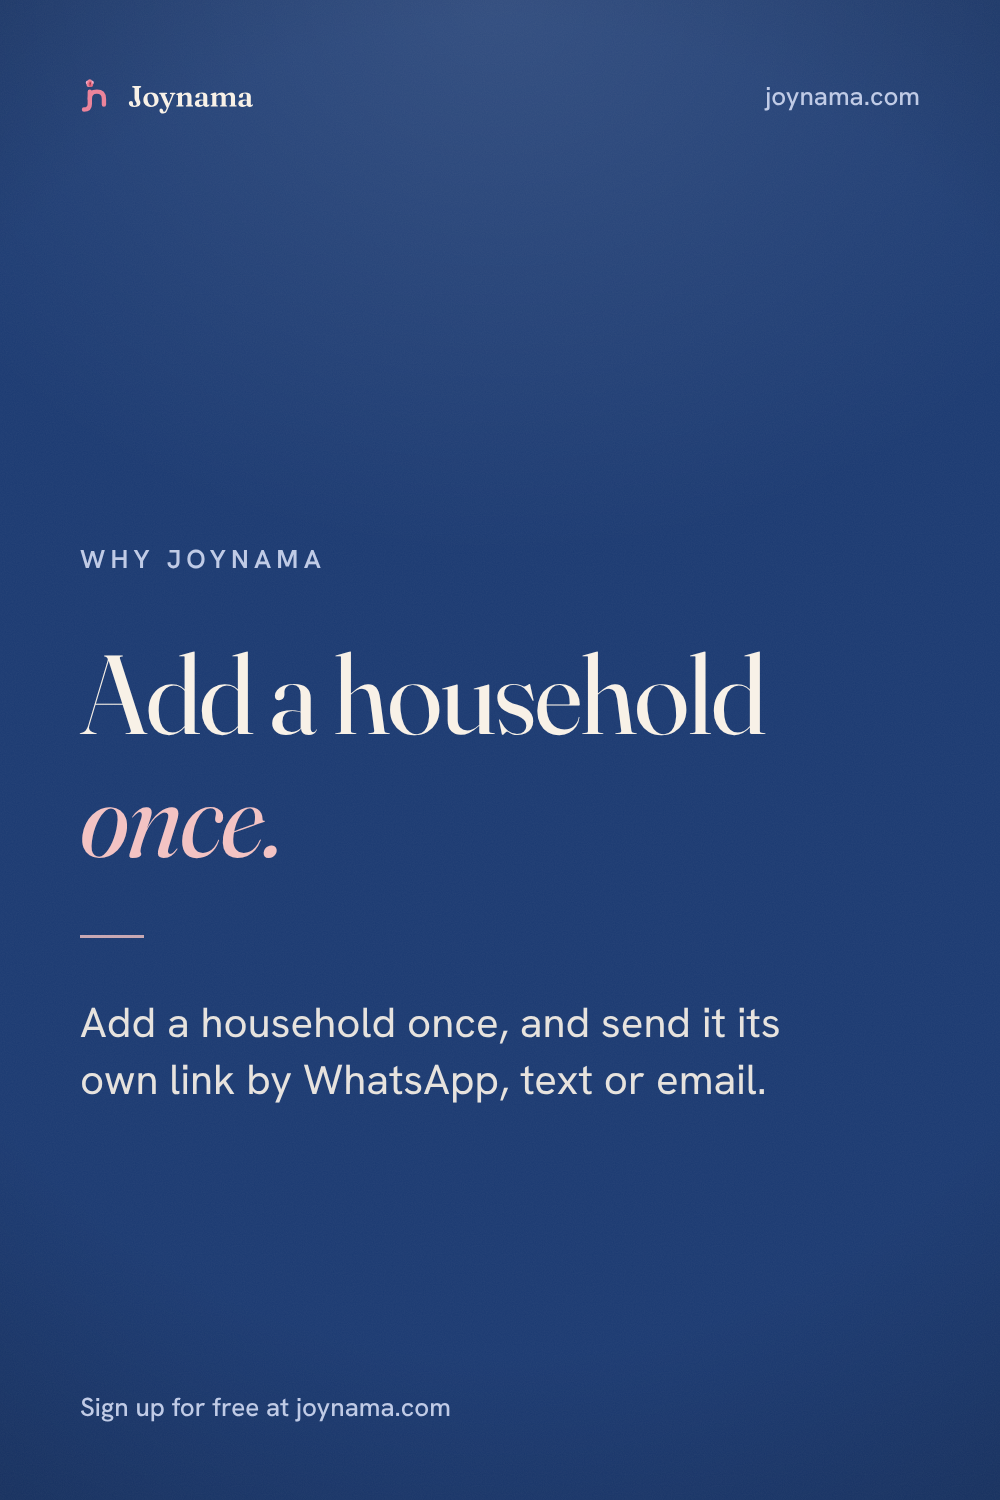 Joynama
joynama.com
WHY JOYNAMA
Add a household
once.
Add a household once, and send it its
own link by WhatsApp, text or email.
Sign up for free at joynama.com